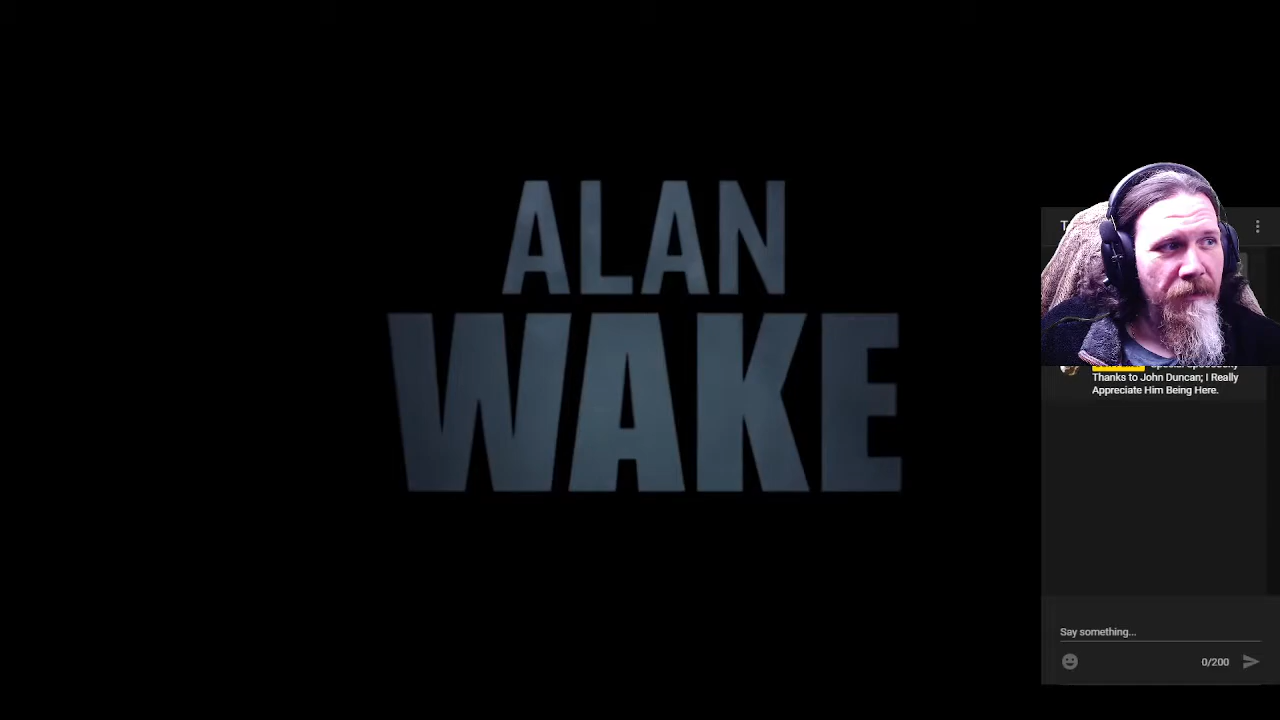 ALAN
WAKE
Thanks to John Duncan; I Really
Appreciate Him Being Here.
Say something...
0/200